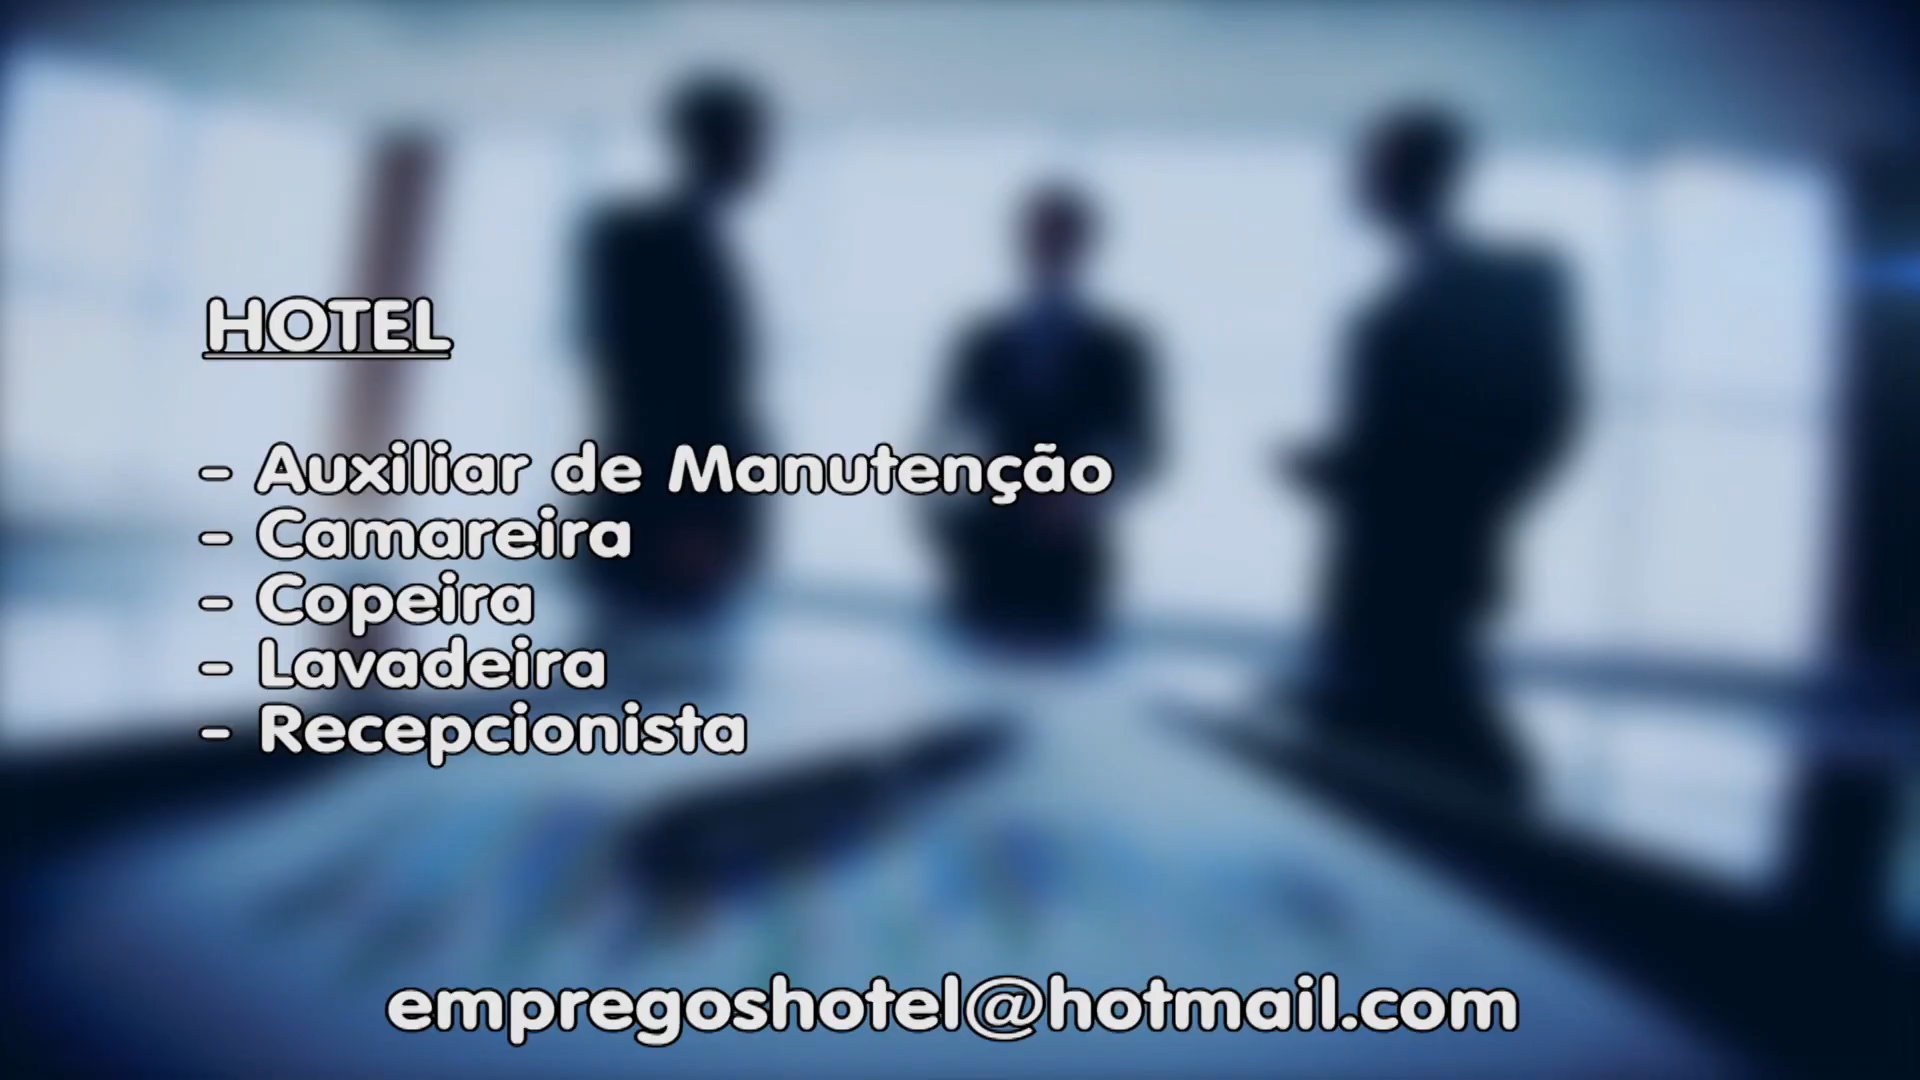 HOTEL
- Auxiliar de Manutenção
- Camareira
- Copeira
- Lavadeira
- Recepcionista
empregoshotel@hotmail.com